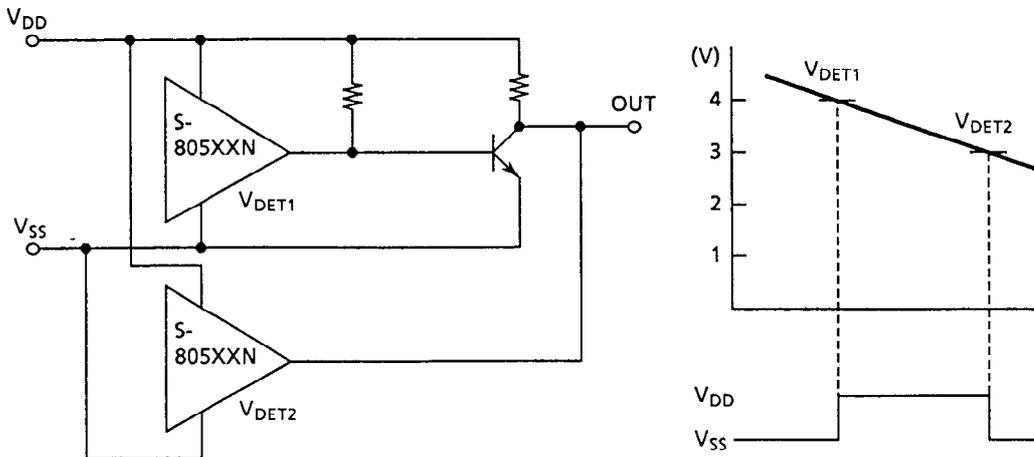 VDD
S-
805XXN
VDET1
OUT
VSS
S-
805XXN
VDET2
(V)
4
3
2
1
VDET1
VDET2
VDD
VSS